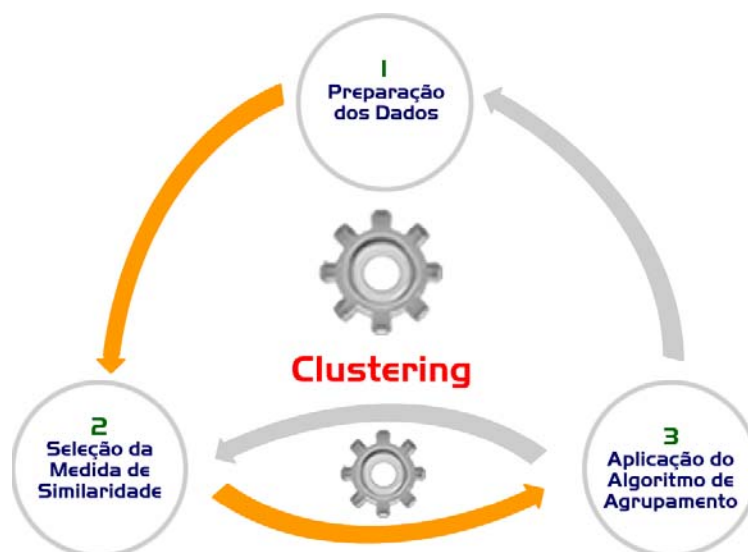 1
Preparação
dos Dados
Clustering
2
Seleção da
Medida de
Similaridade
3
Aplicação do
Algoritmo de
Agrupamento